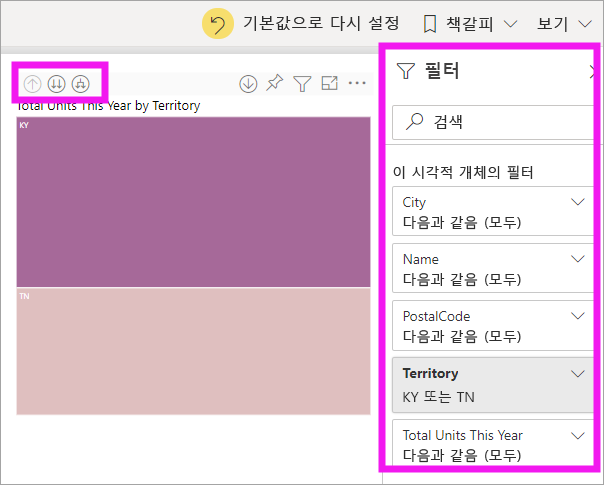 기본값으로 다시 설정
책갈피
보기
Total Units This Year by Territory
KY
TN
필터
검색
이 시각적 개체의 필터
City
다음과 같음 (모두)
Name
다음과 같음 (모두)
PostalCode
다음과 같음 (모두)
Territory
KY 또는 TN
Total Units This Year
다음과 같음 (모두)